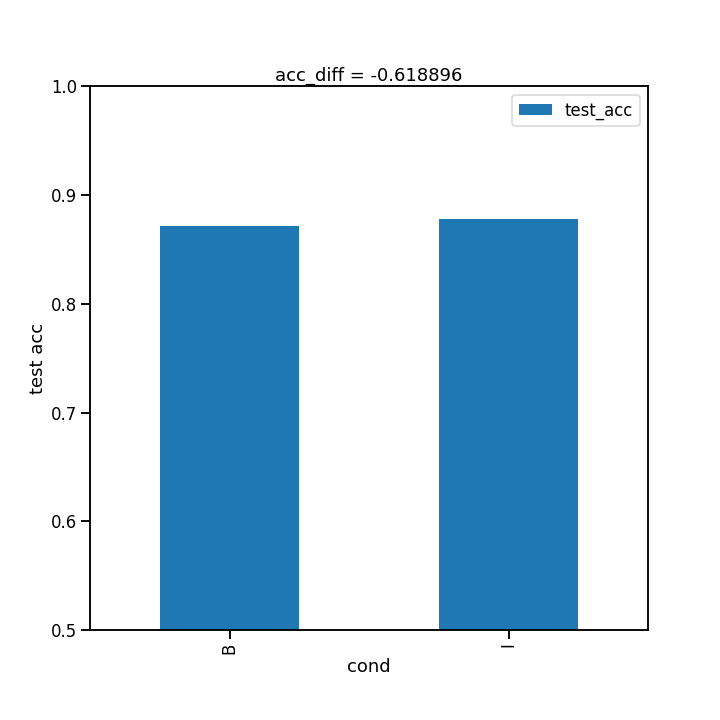 acc_diff = -0.618896
test_acc
1.0
0.9
0.8
0.7
0.6
0.5
test acc
B
I
cond